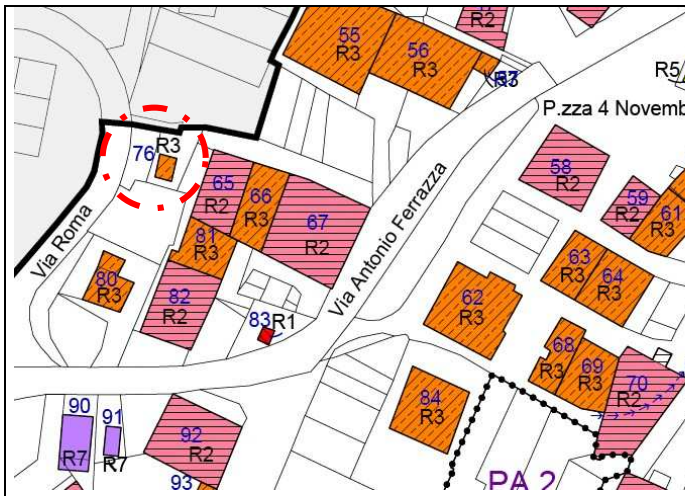 55
R3
56
R3
R2
R3
R5
P.zza 4 Novemb
76
R3
58
R2
65
R2
66
R3
67
R2
59
R2
61
R3
Via Roma
Via Antonio Ferrazza
81
R3
80
R3
82
R2
83
R1
62
R3
63
R3
64
R3
68
R3
69
R3
70
R2
84
R3
90
R7
91
R7
92
R2
93
PA 2